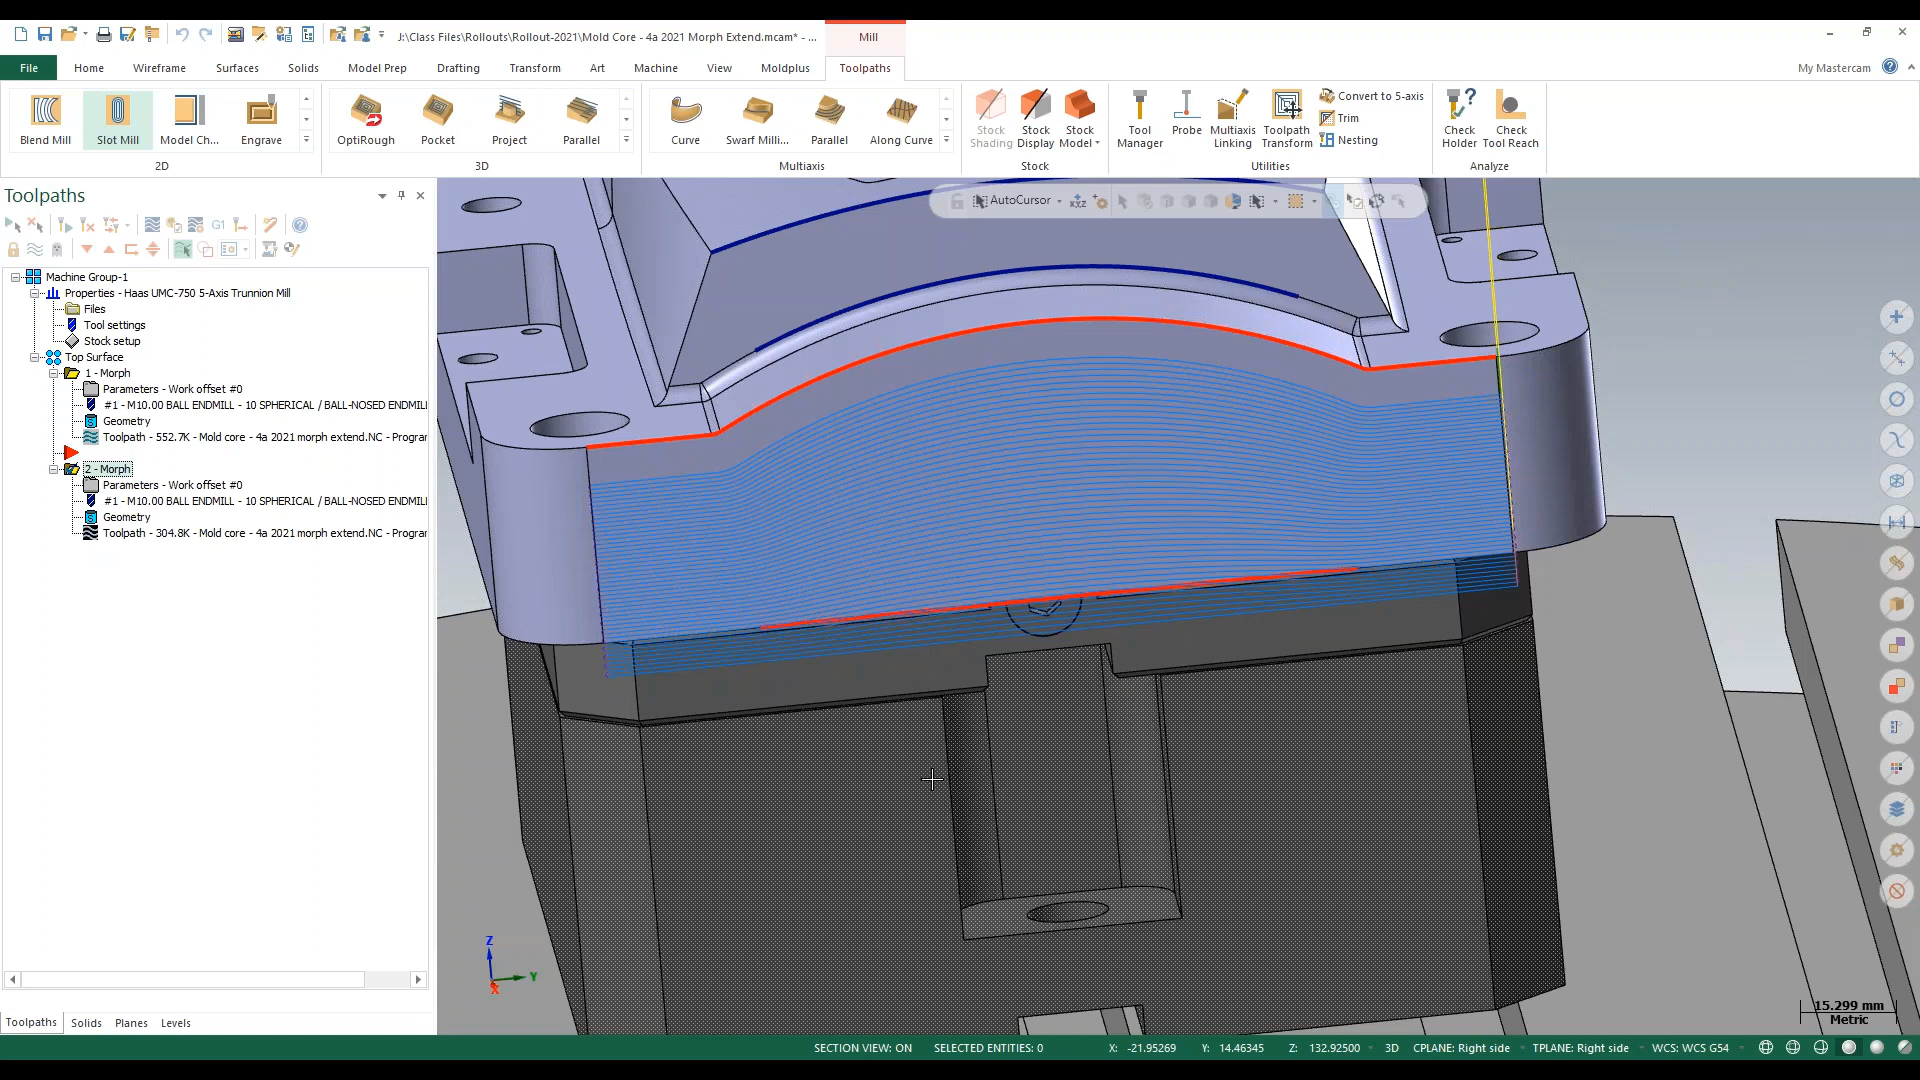 J:\Class Files\Rollouts\Rollout-2021\Mold Core - 4a 2021 Morph Extend.mcam* - ...
Mill
File
Home
Wireframe
Surfaces
Solids
Model Prep
Drafting
Transform
Art
Machine
View
Moldplus
Toolpaths
My Mastercam
Blend Mill
Slot Mill
Model Ch...
Engrave
OptiRough
Pocket
Project
Parallel
Curve
Swarf Milli...
Parallel
Along Curve
Stock Shading
Stock Display
Stock Model
Tool Manager
Probe
Multiaxis Linking
Toolpath Transform
Convert to 5-axis
Trim
Nesting
Check Holder
Check Tool Reach
2D
3D
Multiaxis
Stock
Utilities
Analyze
Toolpaths
AutoCursor
XYZ
G1
Machine Group-1
Properties - Haas UMC-750 5-Axis Trunnion Mill
Files
Tool settings
Stock setup
Top Surface
1 - Morph
Parameters - Work offset #0
#1 - M10.00 BALL ENDMILL - 10 SPHERICAL / BALL-NOSED ENDMIL
Geometry
Toolpath - 552.7K - Mold core - 4a 2021 morph extend.NC - Prograr
2 - Morph
Parameters - Work offset #0
#1 - M10.00 BALL ENDMILL - 10 SPHERICAL / BALL-NOSED ENDMIL
Geometry
Toolpath - 304.8K - Mold core - 4a 2021 morph extend.NC - Prograr
Z
Y
X
15.299 mm
Metric
Toolpaths
Solids
Planes
Levels
SECTION VIEW: ON
SELECTED ENTITIES: 0
X: -21.95269
Y: 14.46345
Z: 132.92500
3D
CPLANE: Right side
TPLANE: Right side
WCS: WCS G54